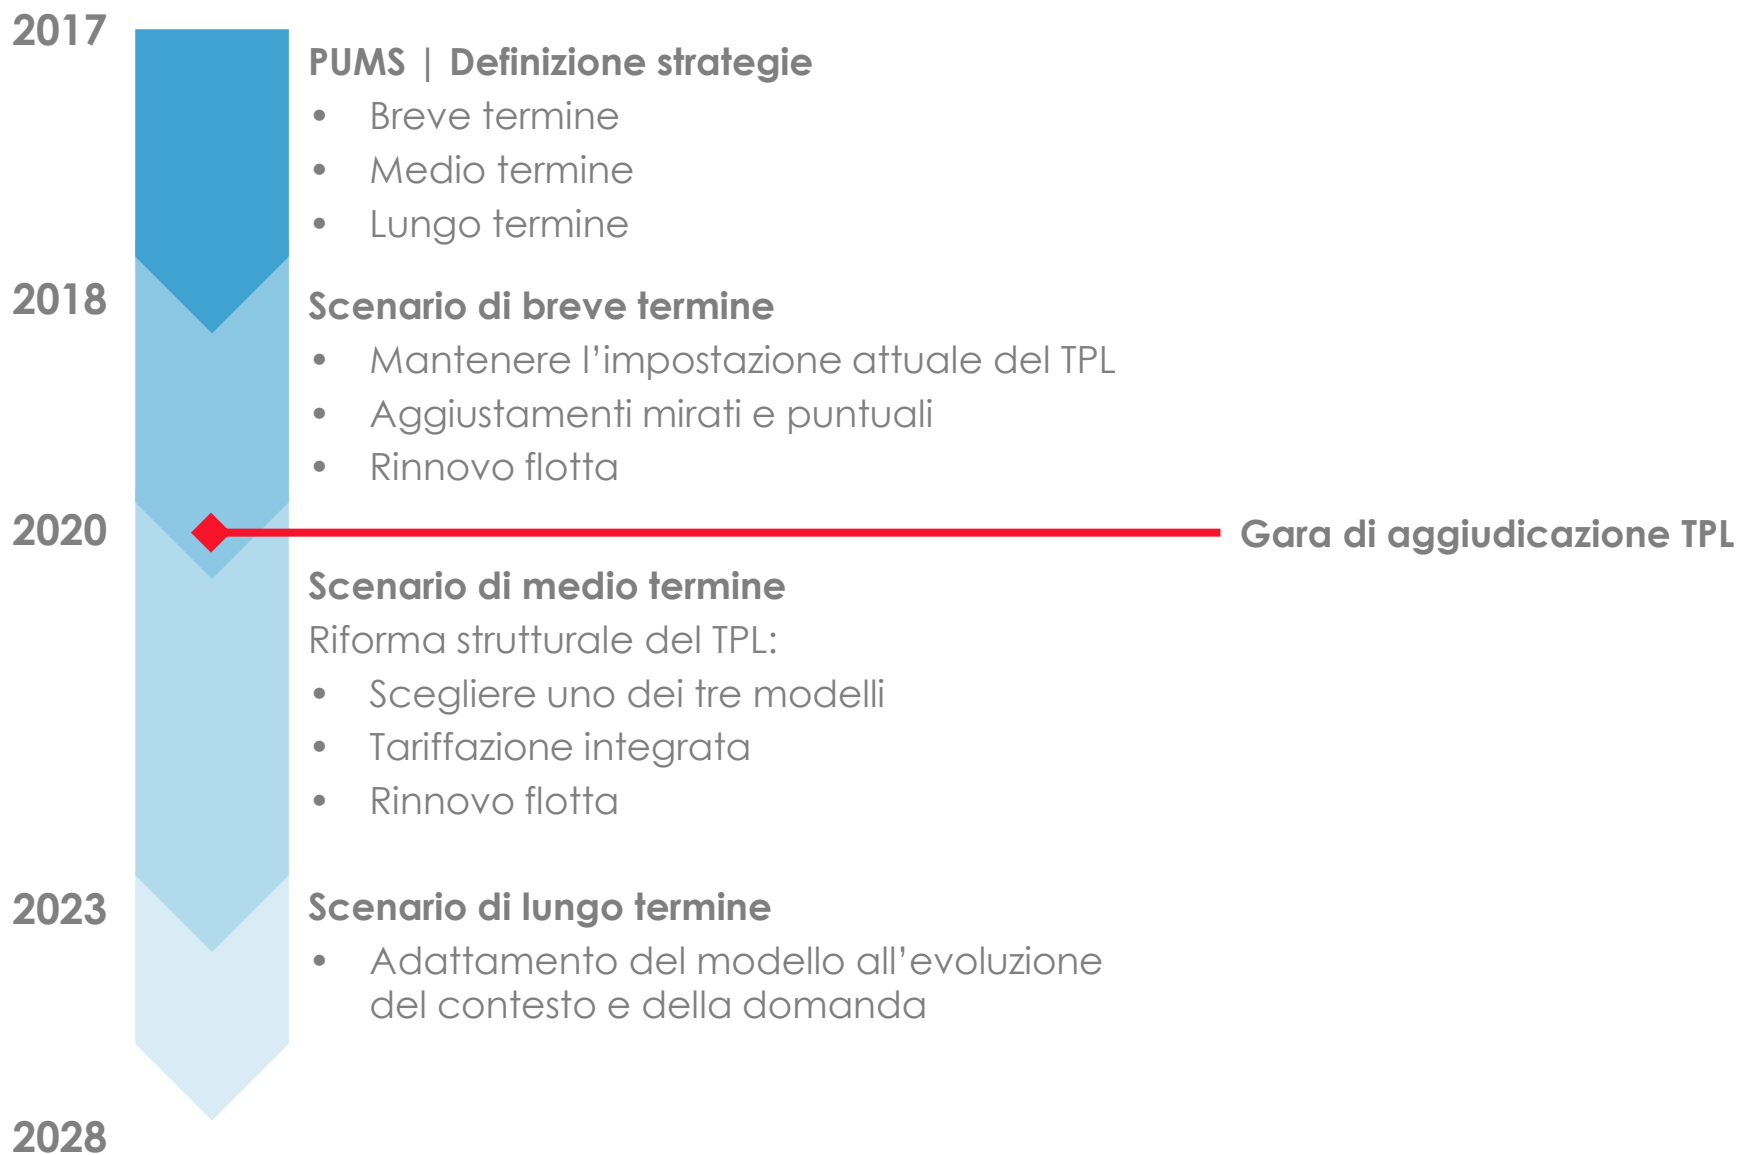 2017
PUMS | Definizione strategie
• Breve termine
• Medio termine
• Lungo termine
2018
Scenario di breve termine
• Mantenere l’impostazione attuale del TPL
• Aggiustamenti mirati e puntuali
• Rinnovo flotta
2020
Gara di aggiudicazione TPL
Scenario di medio termine
Riforma strutturale del TPL:
• Scegliere uno dei tre modelli
• Tariffazione integrata
• Rinnovo flotta
2023
Scenario di lungo termine
• Adattamento del modello all’evoluzione
del contesto e della domanda
2028